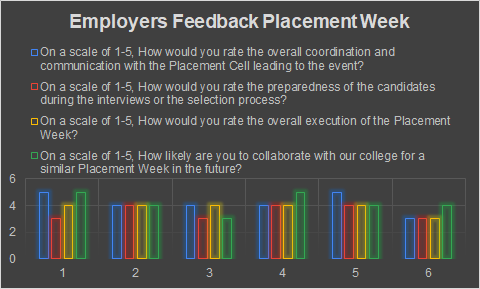 Employers Feedback Placement Week
On a scale of 1-5, How would you rate the overall coordination and
communication with the Placement Cell leading to the event?
On a scale of 1-5, How would you rate the preparedness of the candidates
during the interviews or the selection process?
On a scale of 1-5, How would you rate the overall execution of the Placement
Week?
On a scale of 1-5, How likely are you to collaborate with our college for a
similar Placement Week in the future?
6
4
2
0
1 2 3 4 5 6